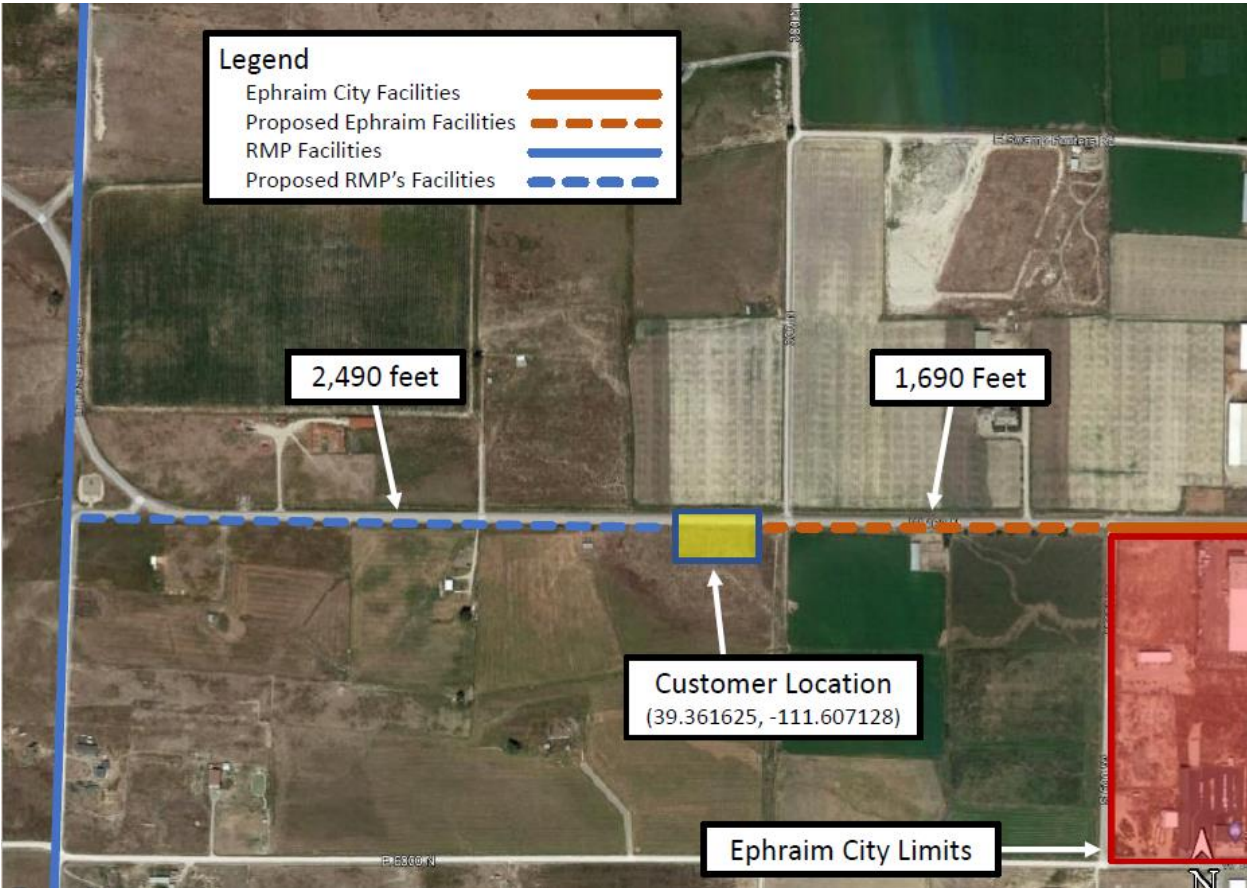 Legend
Ephraim City Facilities
Proposed Ephraim Facilities
RMP Facilities
Proposed RMP's Facilities
2,490 feet
1,690 Feet
Customer Location
(39.361625, -111.607128)
Ephraim City Limits
N